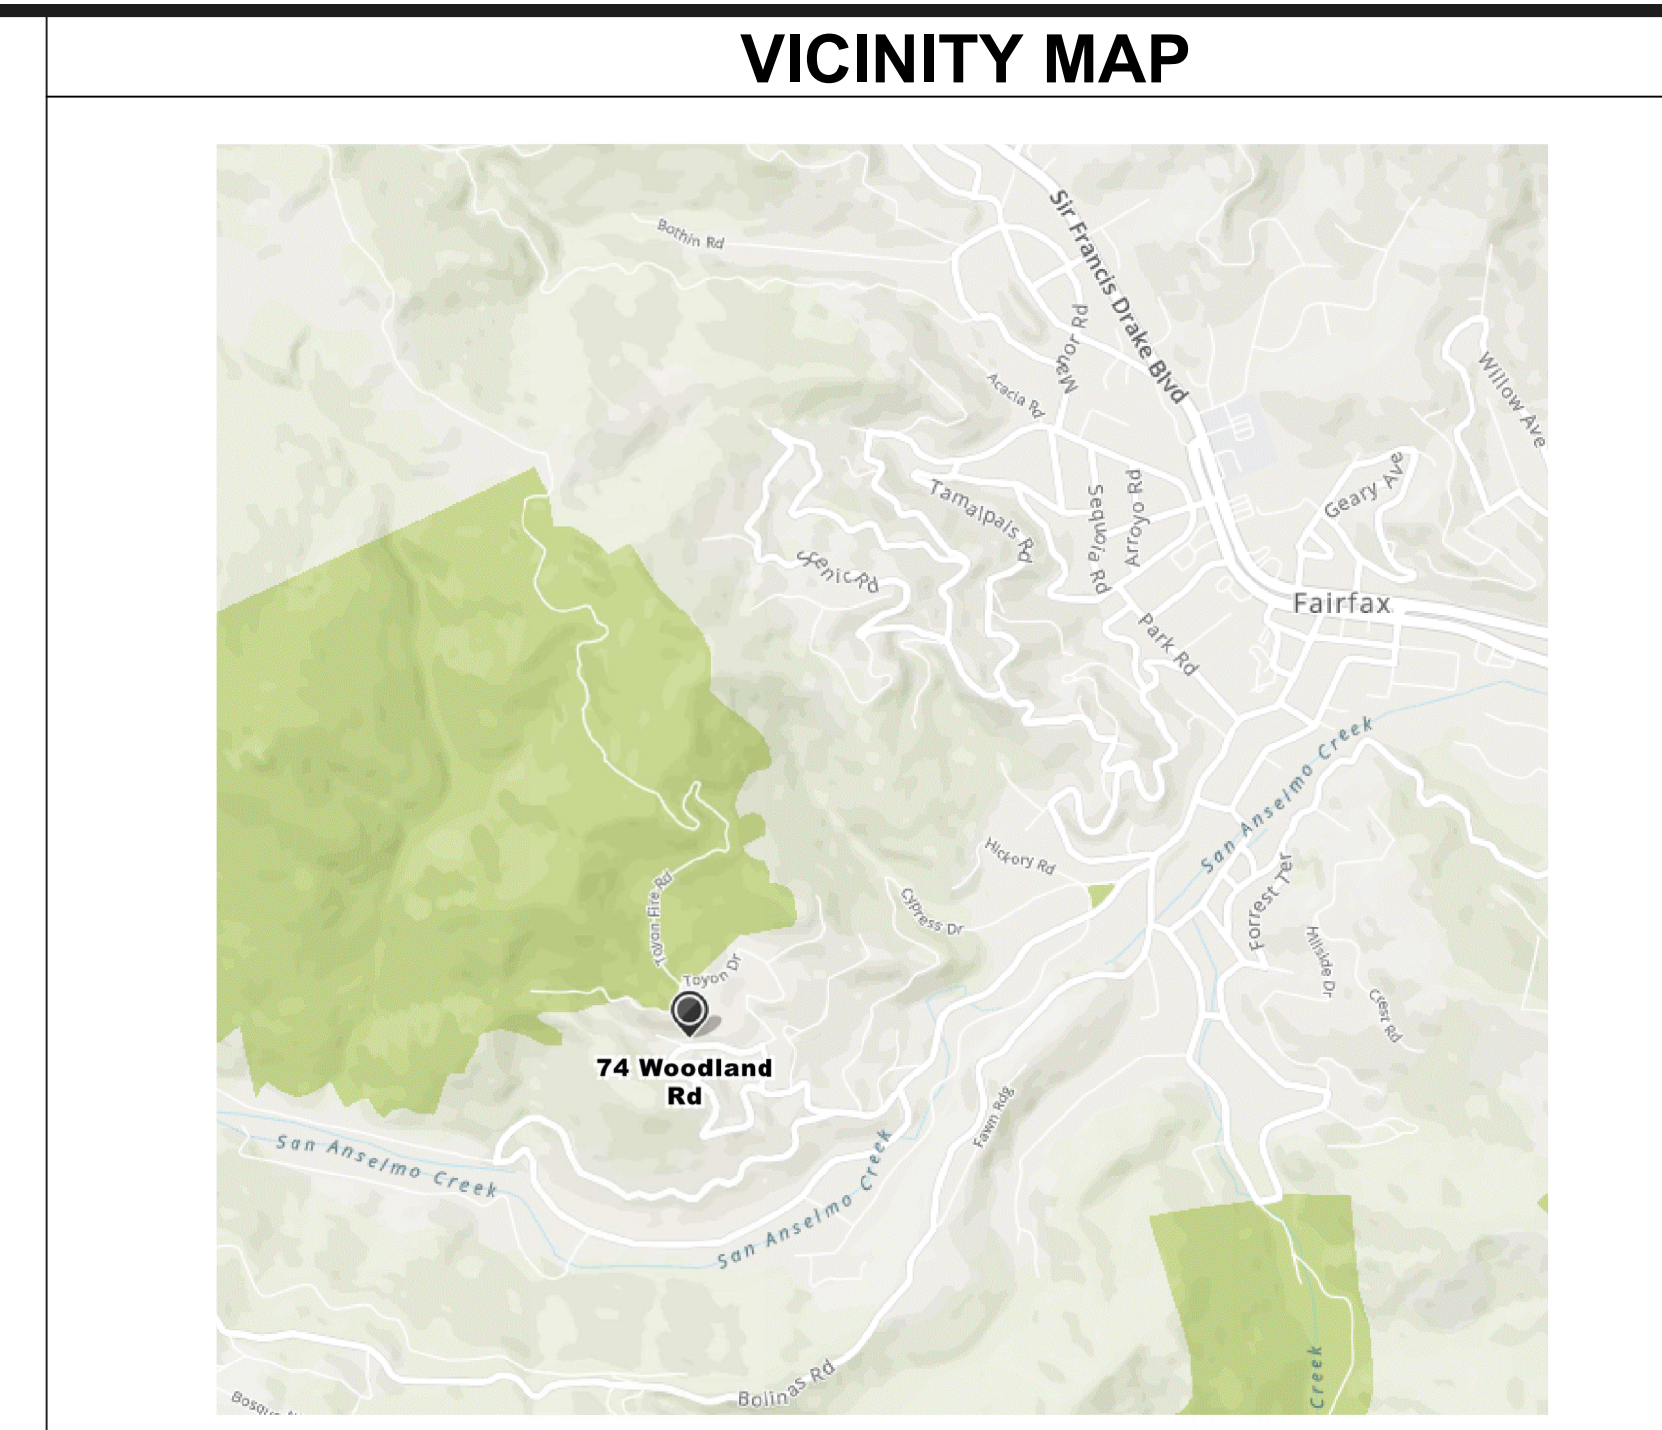 VICINITY MAP
Sir Francis Drake Blvd
Bothin Rd
Manor Rd
Acacia Rd
Willow Ave
Geary Ave
Tamalpais Rd
Sequoia Rd
Arroyo Rd
Scenic Rd
Fairfax
Park Rd
San Anselmo Creek
Hickory Rd
Forrest Ter
Cypress Dr
Toyon Fire Rd
Hillside Dr
Toyon Dr
Crest Rd
74 Woodland
Rd
Fawn Rdg
San Anselmo Creek
San Anselmo Creek
Bolinas Rd
Creek